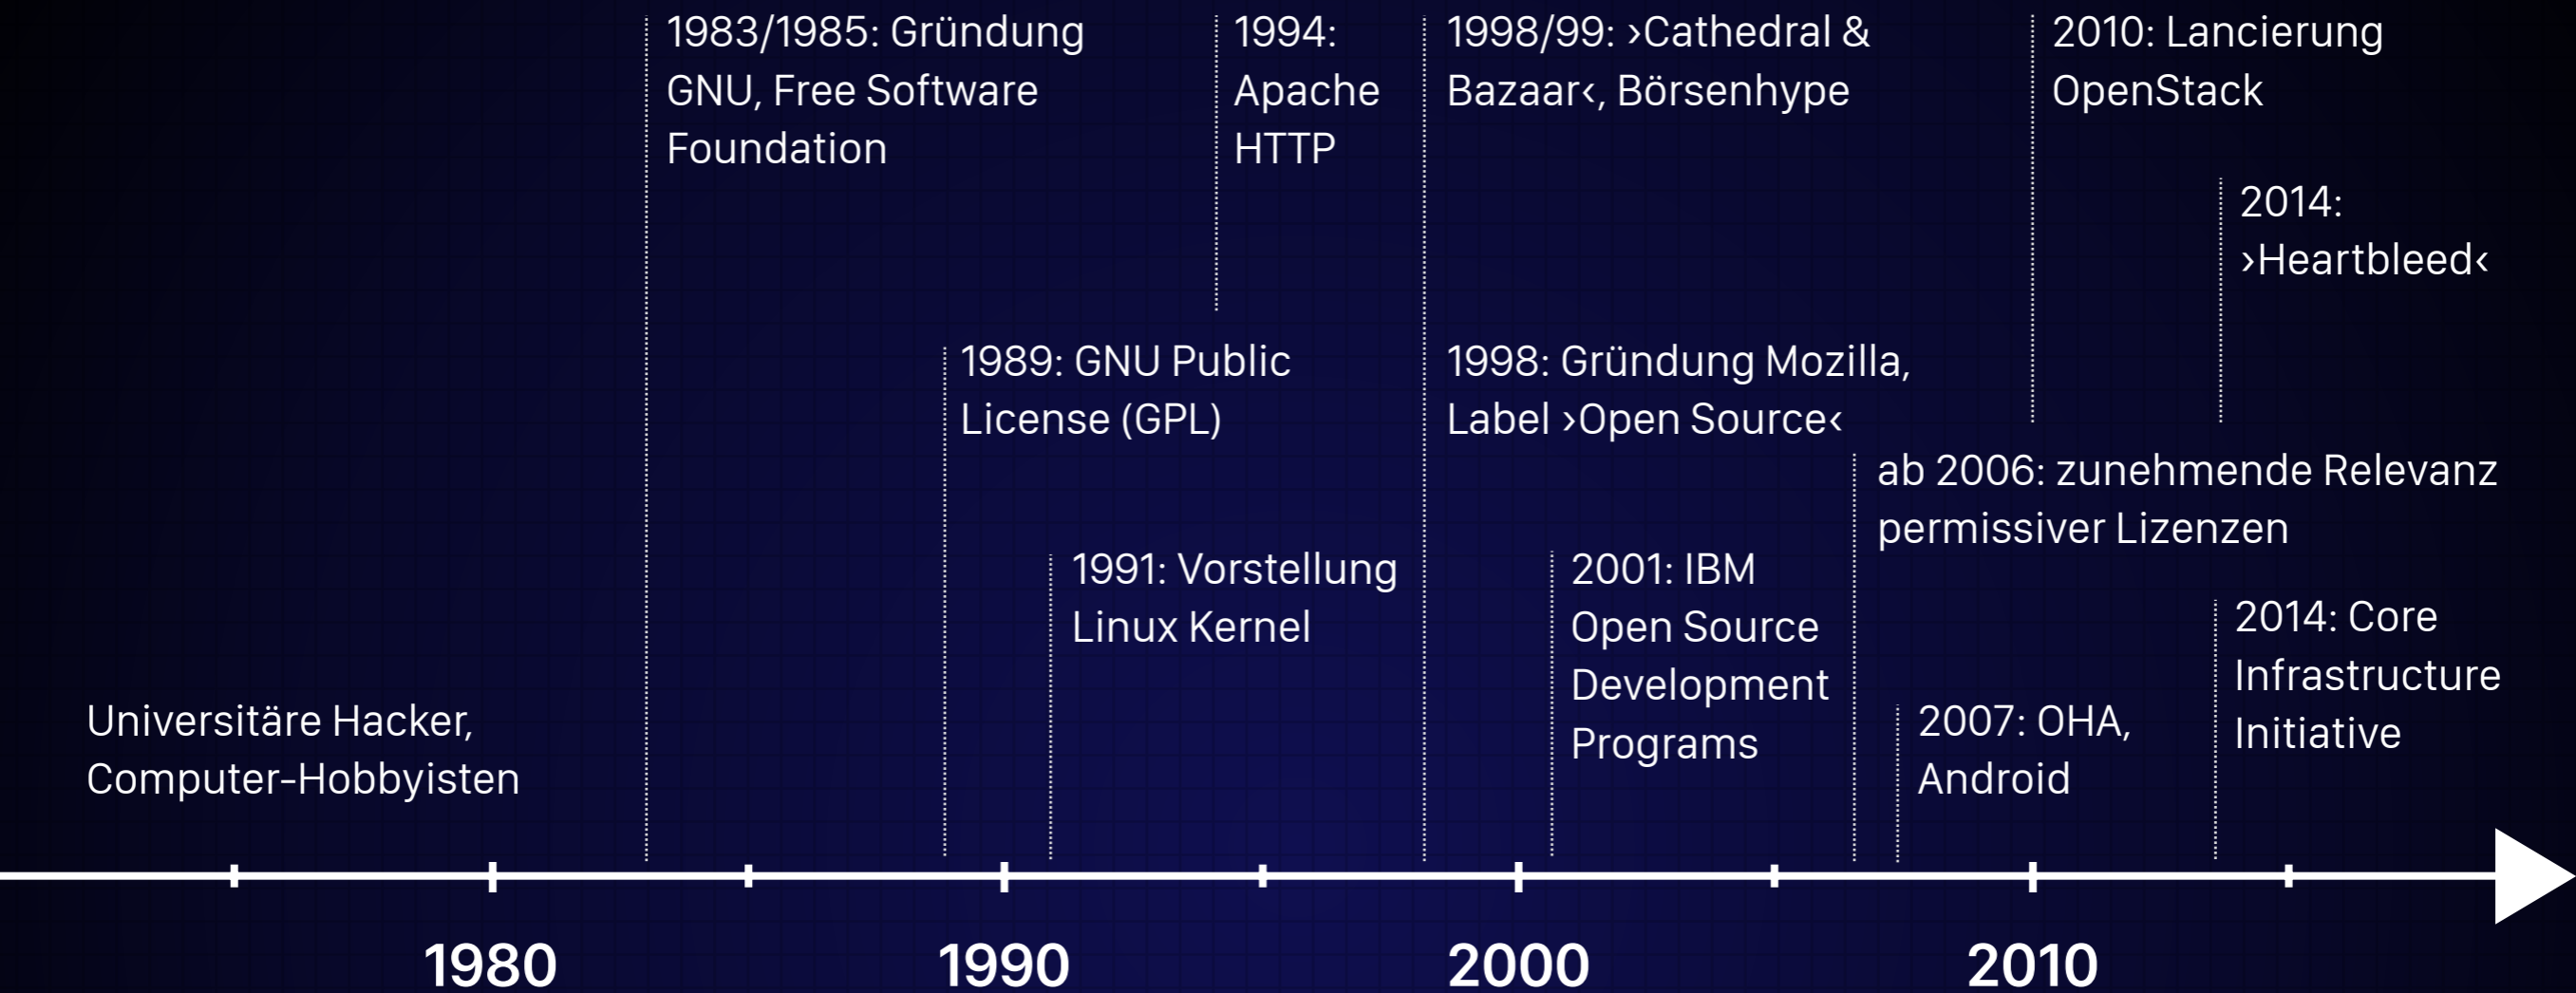 1983/1985: Gründung
GNU, Free Software
Foundation
1994:
Apache
HTTP
1998/99: ›Cathedral &
Bazaar‹, Börsenhype
2010: Lancierung
OpenStack
2014:
›Heartbleed‹
1989: GNU Public
License (GPL)
1998: Gründung Mozilla,
Label ›Open Source‹
ab 2006: zunehmende Relevanz
permissiver Lizenzen
1991: Vorstellung
Linux Kernel
2001: IBM
Open Source
Development
Programs
2014: Core
Infrastructure
Initiative
Universitäre Hacker,
Computer-Hobbyisten
2007: OHA,
Android
1980
1990
2000
2010